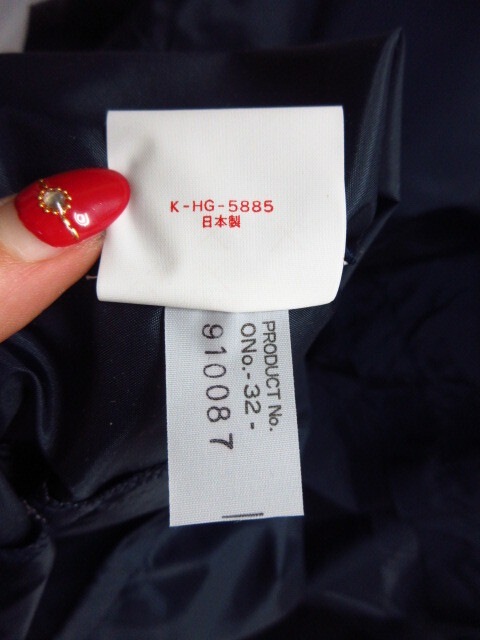 K-HG-5885
日本製
PRODUCT No.
ONo.-32-
910087